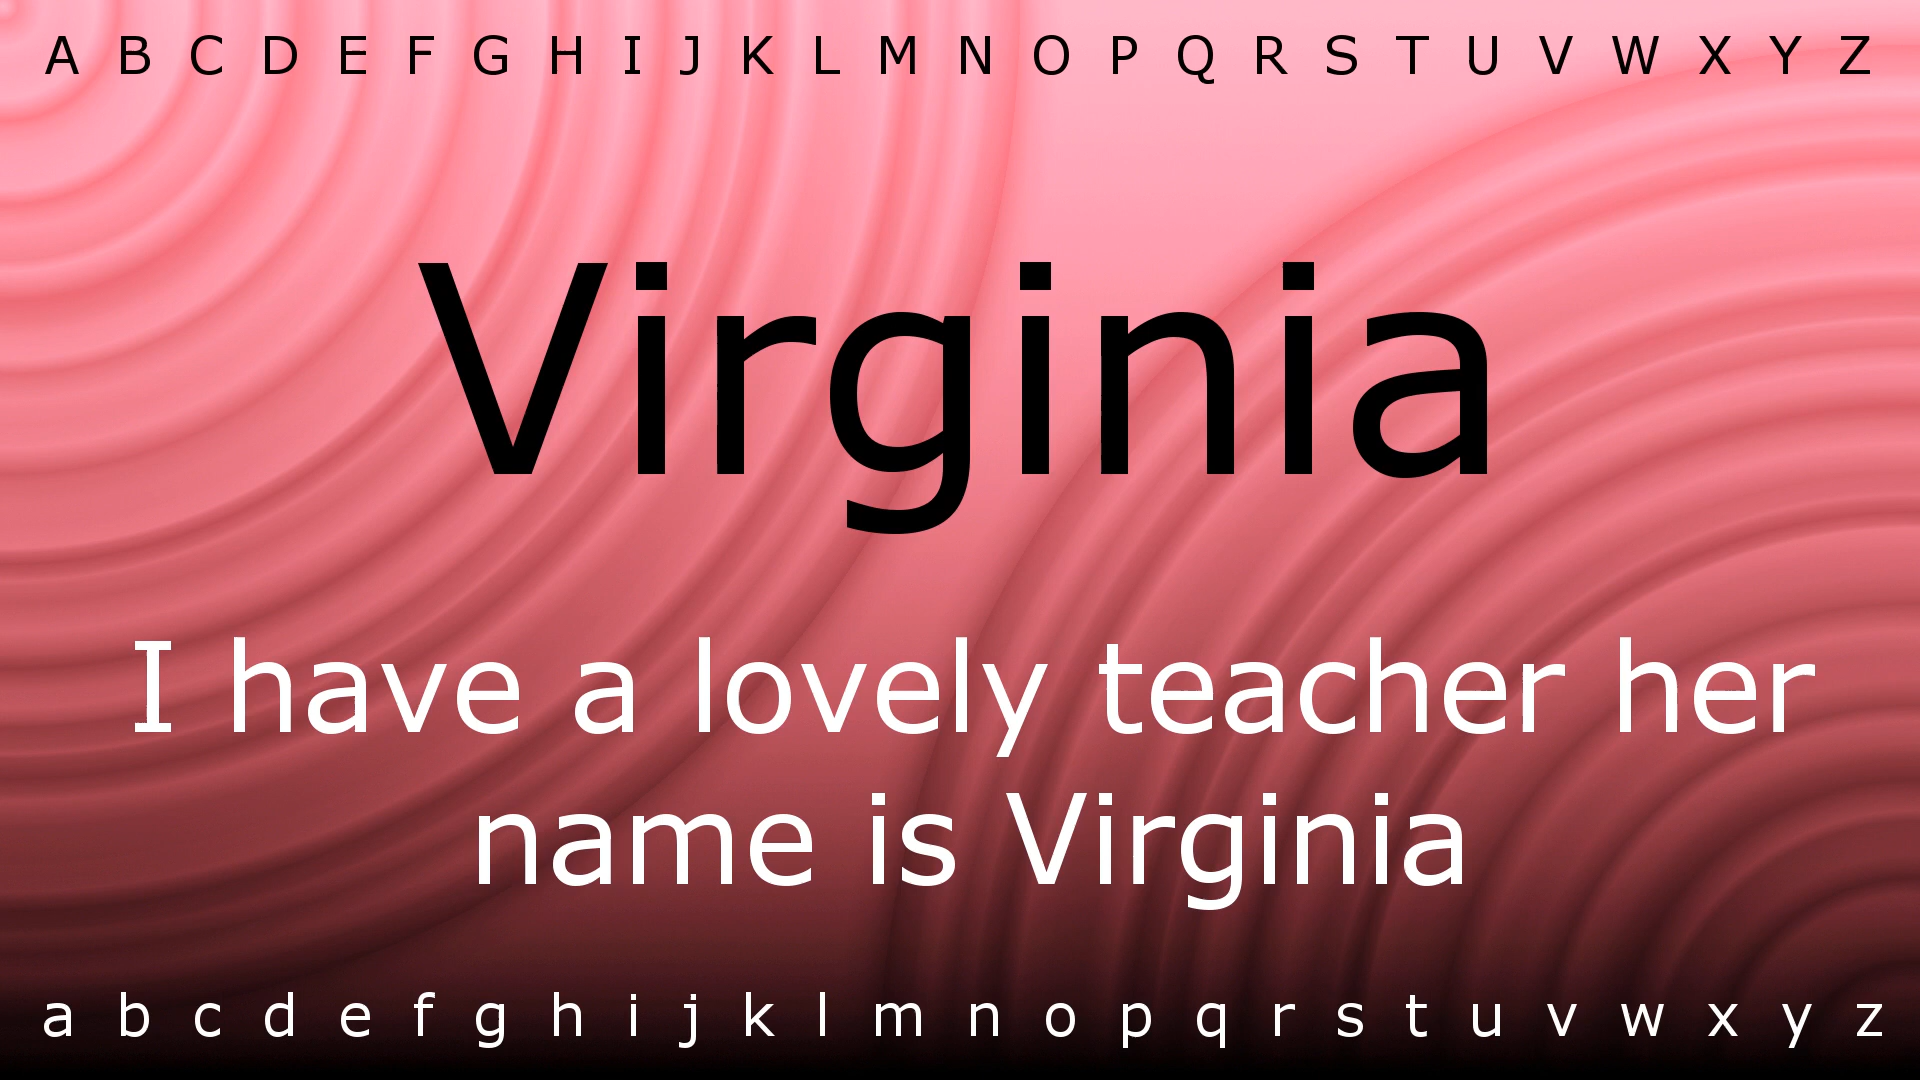 A B C D E F G H I J K L M N O P Q R S T U V W X Y Z
Virginia
I have a lovely teacher her
name is Virginia
a b c d e f g h i j k l m n o p q r s t u v w x y z